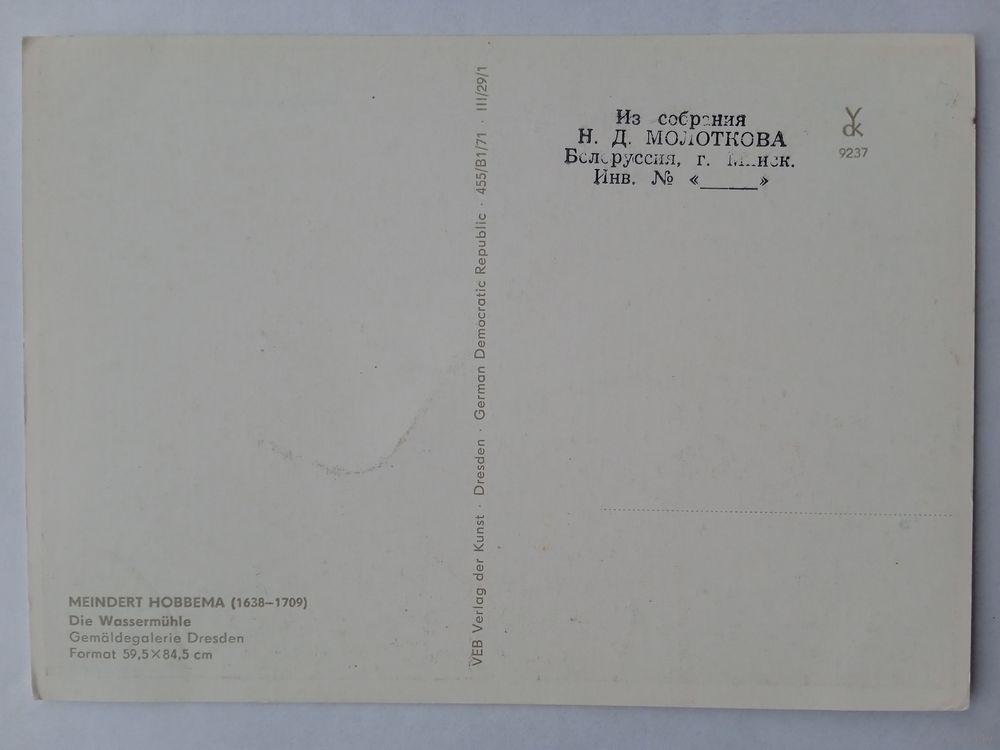 MEINDERT HOBBEMA (1638–1709)
Die Wassermühle
Gemäldegalerie Dresden
Format 59,5×84,5 cm
VEB Verlag der Kunst · Dresden · German Democratic Republic · 455/B1/71 · III/29/1
Из собрания
Н. Д. МОЛОТКОВА
Белоруссия, г. Минск.
Инв. № «______»
9237